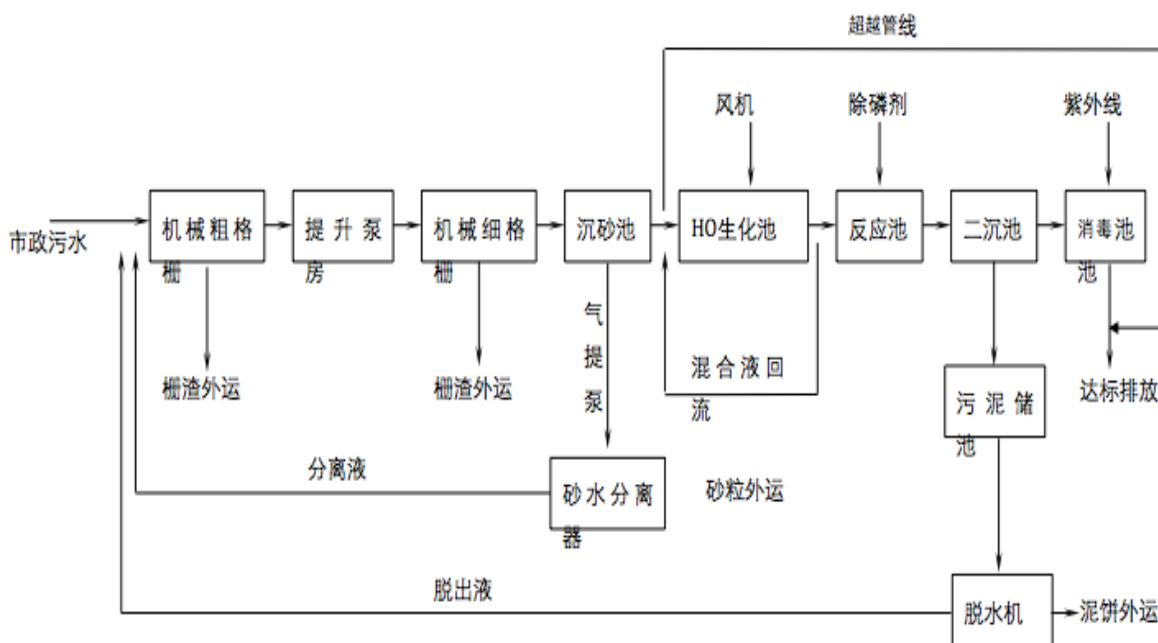 超越管线
风机
除磷剂
紫外线
市政污水
机械粗格
栅
提升泵
房
机械细格
栅
沉砂池
HO生化池
反应池
二沉池
消毒池
池
气
提
泵
栅渣外运
栅渣外运
混合液回
流
污泥储
池
达标排放
分离液
砂水分离
器
砂粒外运
脱出液
脱水机
泥饼外运